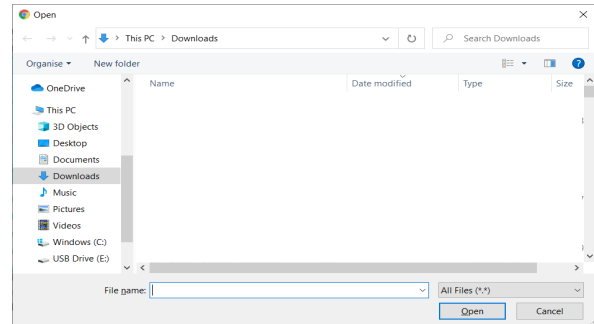 Open
This PC > Downloads
Search Downloads
Organise
New folder
Name
Date modified
Type
Size
OneDrive
This PC
3D Objects
Desktop
Documents
Downloads
Music
Pictures
Videos
Windows (C:)
USB Drive (E:)
File name:
All Files (*.*)
Open
Cancel